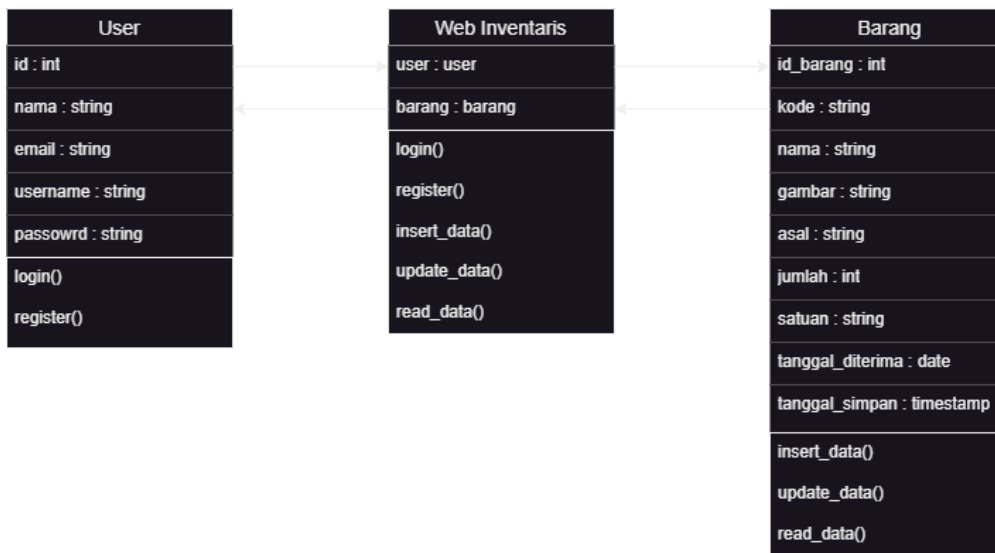 User
id : int
nama : string
email : string
username : string
passowrd : string
login()
register()
Web Inventaris
user : user
barang : barang
login()
register()
insert_data()
update_data()
read_data()
Barang
id_barang : int
kode : string
nama : string
gambar : string
asal : string
jumlah : int
satuan : string
tanggal_diterima : date
tanggal_simpan : timestamp
insert_data()
update_data()
read_data()